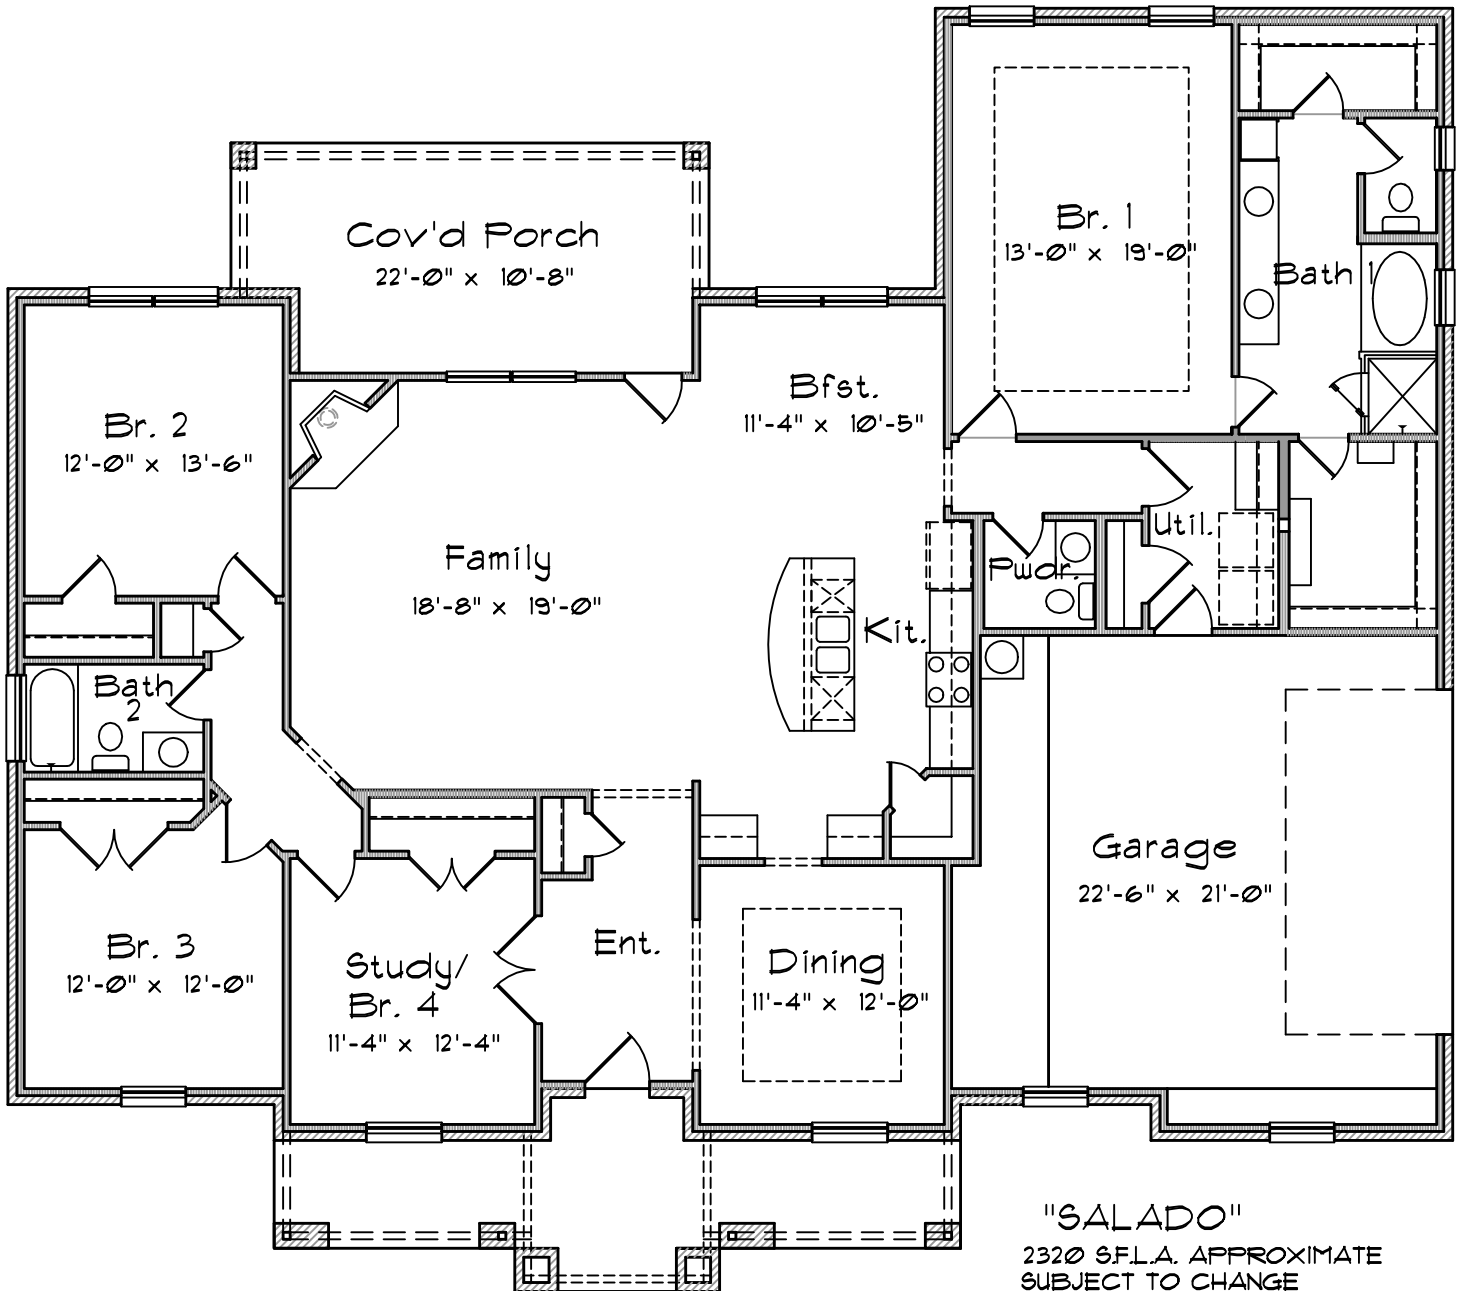 Br. 1
13'-0" x 19'-0"
Bath 1
Cov'd Porch
22'-0" x 10'-8"
Br. 2
12'-0" x 13'-6"
Bfst.
11'-4" x 10'-5"
Family
18'-8" x 19'-0"
Util.
Pwdr.
Kit.
Bath
2
Garage
22'-6" x 21'-0"
Br. 3
12'-0" x 12'-0"
Study/
Br. 4
11'-4" x 12'-4"
Ent.
Dining
11'-4" x 12'-0"
"SALADO"
2320 S.F.L.A. APPROXIMATE
SUBJECT TO CHANGE